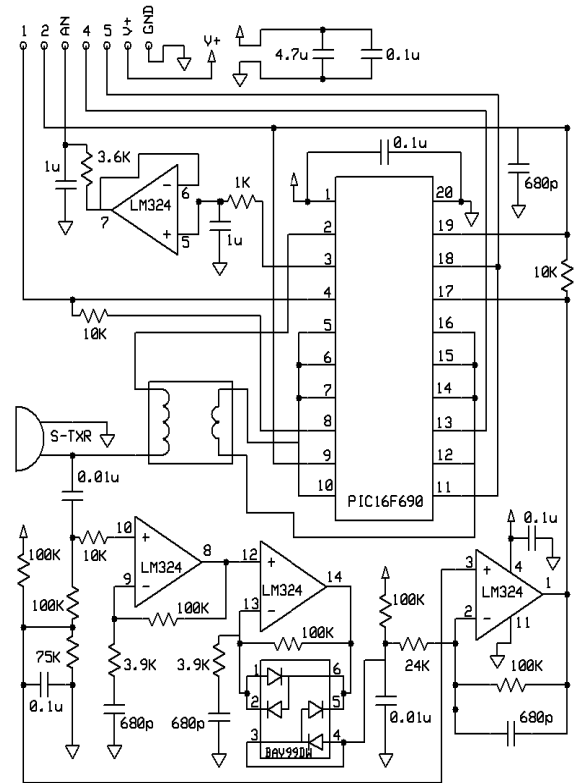 1 2 AN 4 5 V+ GND
V+
4.7u 0.1u
0.1u
3.6K
1u
LM324
6
7
5
1K
1u
680p
10K
1 20
2 19
3 18
4 17
5 16
6 15
7 14
8 13
9 12
10 11
PIC16F690
10K
S-TXR
0.01u
100K
10K
10
9
8
LM324
100K
100K
75K
0.1u
3.9K
680p
12
13
14
LM324
100K
3.9K
680p
1 6
2 5
3 4
BAV99DW
100K
24K
0.01u
0.1u
3
4
2
1
11
LM324
100K
680p